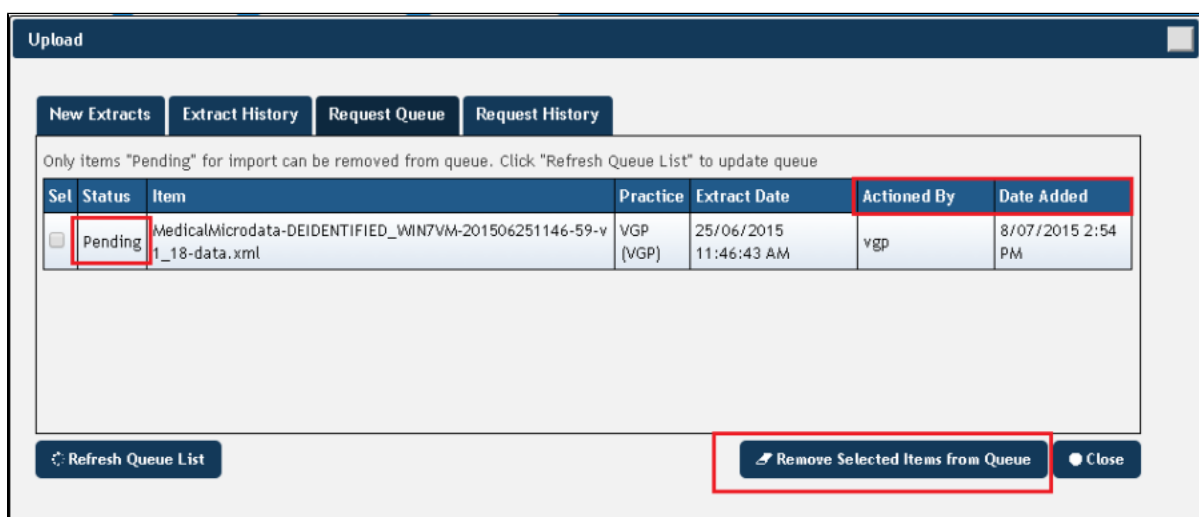 Upload
New Extracts Extract History Request Queue Request History
Only items "Pending" for import can be removed from queue. Click "Refresh Queue List" to update queue
Sel Status Item Practice Extract Date Actioned By Date Added
Pending MedicalMicrodata-DEIDENTIFIED_WIN7VM-201506251146-59-v VGP 25/06/2015 vgp 8/07/2015 2:54
1_18-data.xml (VGP) 11:46:43 AM PM
Refresh Queue List Remove Selected Items from Queue Close